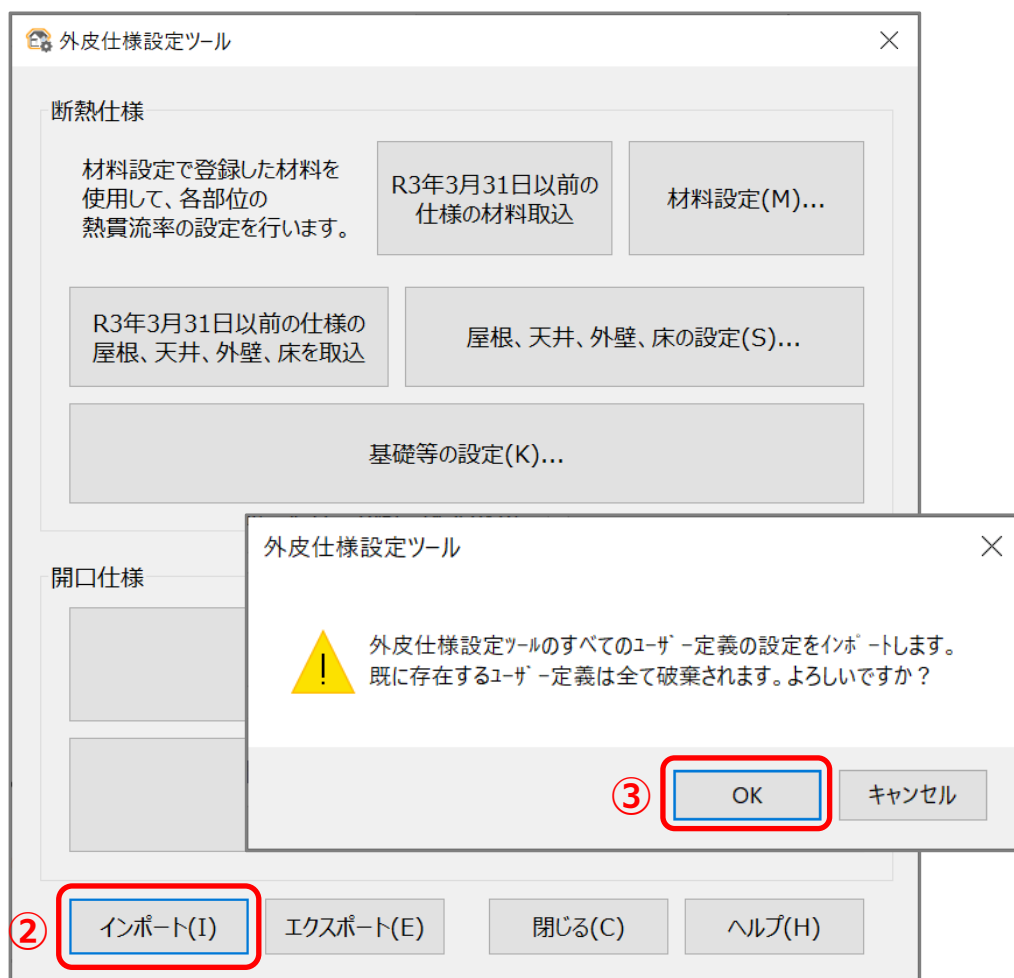 外皮仕様設定ツール
断熱仕様
材料設定で登録した材料を
使用して、各部位の
熱貫流率の設定を行います。
R3年3月31日以前の
仕様の材料取込
材料設定(M)...
R3年3月31日以前の仕様の
屋根、天井、外壁、床を取込
屋根、天井、外壁、床の設定(S)...
基礎等の設定(K)...
開口仕様
外皮仕様設定ツール
!
外皮仕様設定ﾂｰﾙのすべてのﾕｰｻﾞｰ定義の設定をｲﾝﾎﾟｰﾄします。
既に存在するﾕｰｻﾞｰ定義は全て破棄されます。よろしいですか？
③
OK
キャンセル
②
インポート(I)
エクスポート(E)
閉じる(C)
ヘルプ(H)